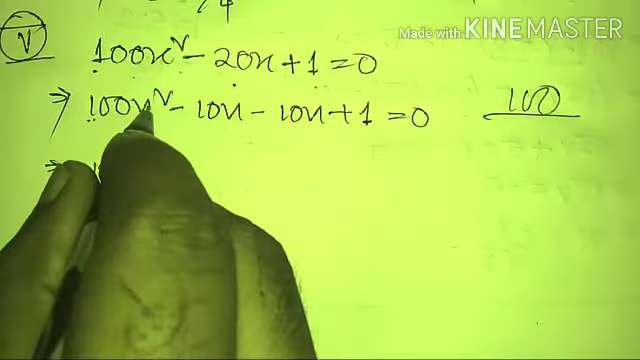 Made with KINEMASTER
V 100x² - 20x + 1 = 0
⇒ 100x² - 10x - 10x + 1 = 0 100
⇒